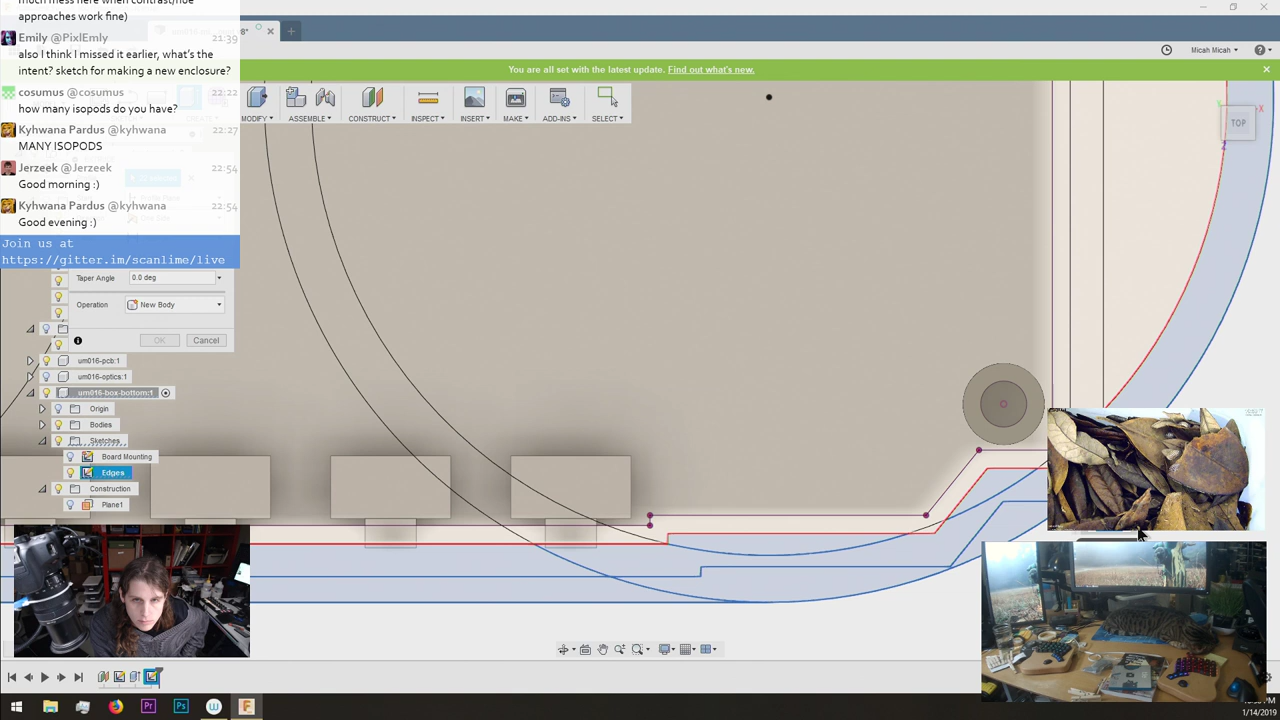 much mess here when contrast/hue
approaches work fine)
Emily @PixlEmly 21:39
also I think I missed it earlier, what's the
intent? sketch for making a new enclosure?
cosumus @cosumus 22:22
how many isopods do you have?
Kyhwana Pardus @kyhwana 22:27
MANY ISOPODS
Jerzeek @Jerzeek 22:54
Good morning :)
Kyhwana Pardus @kyhwana 22:54
Good evening :)
Join us at
https://gitter.im/scanlime/live
Micah Micah
You are all set with the latest update. Find out what's new.
MODIFY ASSEMBLE CONSTRUCT INSPECT INSERT MAKE ADD-INS SELECT
TOP
X
Z
Taper Angle 0.0 deg
Operation New Body
OK Cancel
um016-pcb:1
um016-optics:1
um016-box-bottom:1
Origin
Bodies
Sketches
Board Mounting
Edges
Construction
Plane1
Pr Ps
1/14/2019